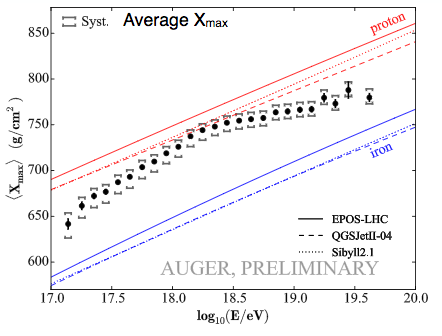 Syst. Average Xmax
proton
850
800
750
700
650
600
⟨Xmax⟩ (g/cm²)
iron
EPOS-LHC
QGSJetII-04
Sibyll2.1
AUGER, PRELIMINARY
17.0 17.5 18.0 18.5 19.0 19.5 20.0
log10(E/eV)